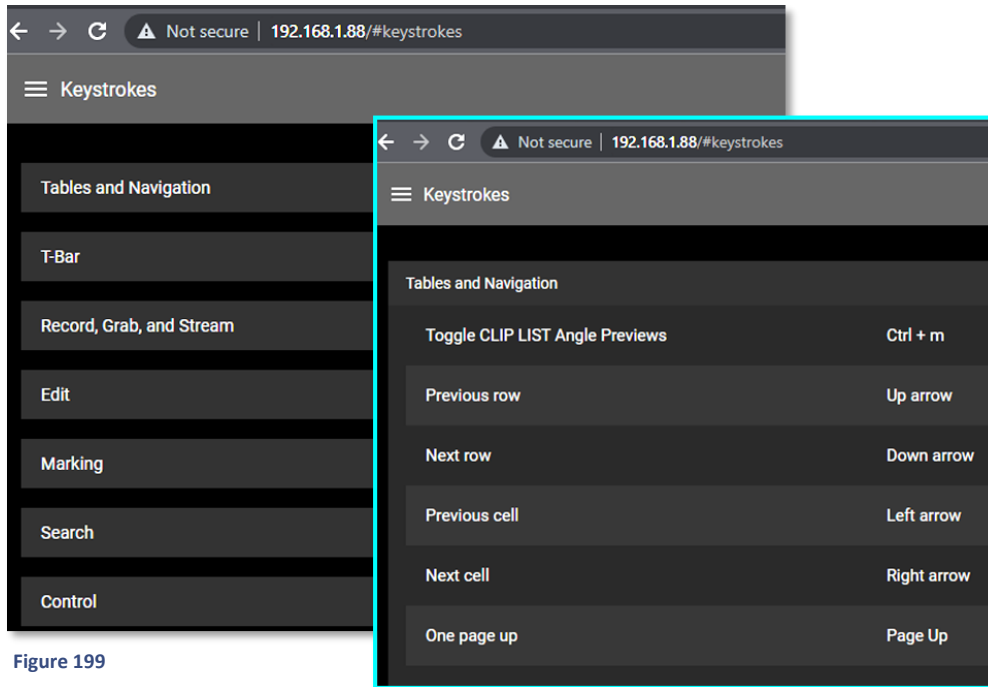 Not secure | 192.168.1.88/#keystrokes
Keystrokes
Tables and Navigation
T-Bar
Record, Grab, and Stream
Edit
Marking
Search
Control
Not secure | 192.168.1.88/#keystrokes
Keystrokes
Tables and Navigation
Toggle CLIP LIST Angle Previews Ctrl + m
Previous row Up arrow
Next row Down arrow
Previous cell Left arrow
Next cell Right arrow
One page up Page Up
Figure 199